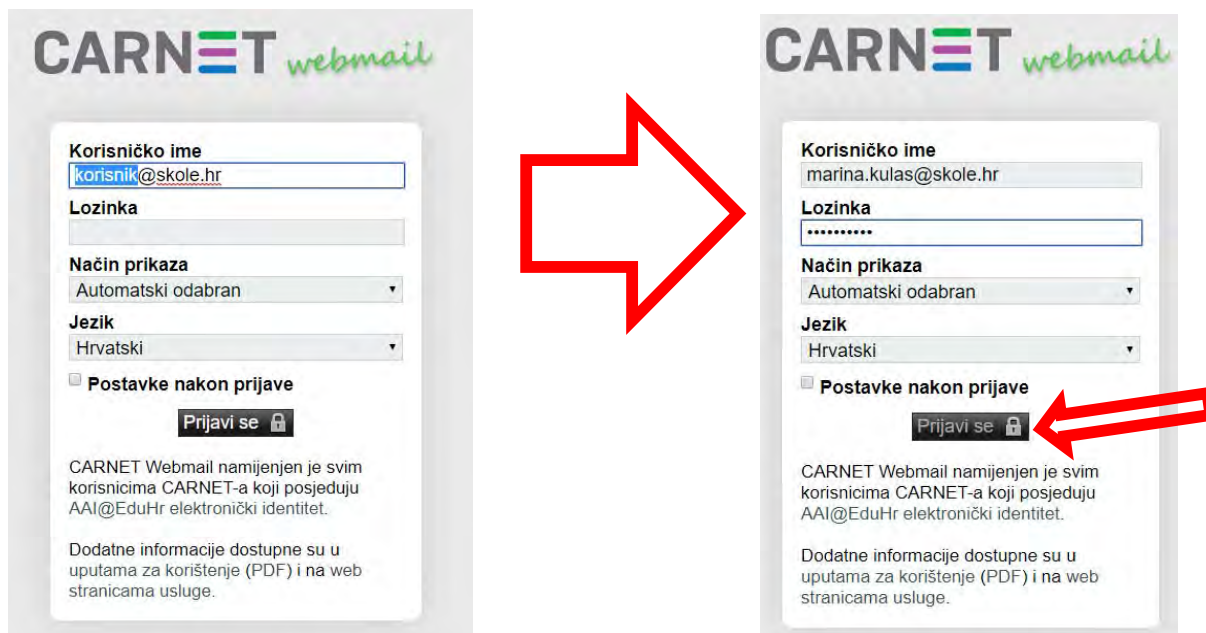 CARNET webmail
Korisničko ime
korisnik@skole.hr
Lozinka
Način prikaza
Automatski odabran
Jezik
Hrvatski
Postavke nakon prijave
Prijavi se
CARNET Webmail namijenjen je svim
korisnicima CARNET-a koji posjeduju
AAI@EduHr elektronički identitet.
Dodatne informacije dostupne su u
uputama za korištenje (PDF) i na web
stranicama usluge.
CARNET webmail
Korisničko ime
marina.kulas@skole.hr
Lozinka
••••••••••
Način prikaza
Automatski odabran
Jezik
Hrvatski
Postavke nakon prijave
Prijavi se
CARNET Webmail namijenjen je svim
korisnicima CARNET-a koji posjeduju
AAI@EduHr elektronički identitet.
Dodatne informacije dostupne su u
uputama za korištenje (PDF) i na web
stranicama usluge.